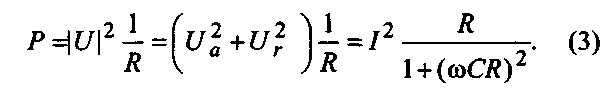 P=|U|² 1/R = (U_a²+U_r²) 1/R = I² R/(1+(ωCR)²). (3)